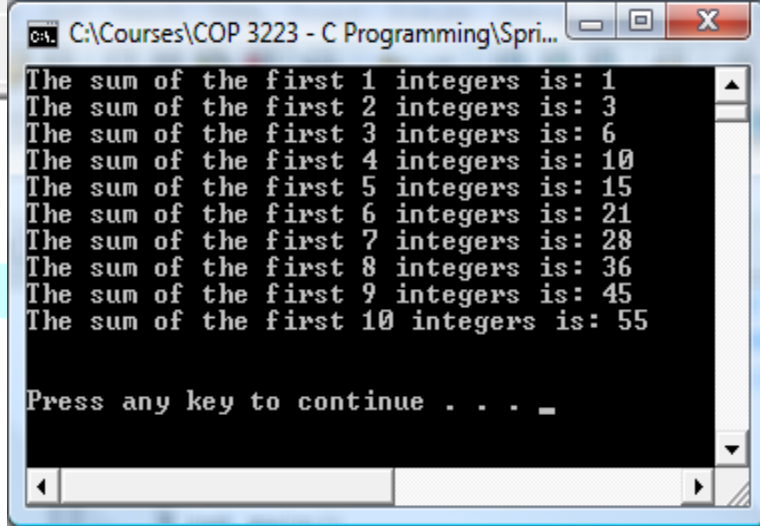 C:\Courses\COP 3223 - C Programming\Spri...
The sum of the first 1 integers is: 1
The sum of the first 2 integers is: 3
The sum of the first 3 integers is: 6
The sum of the first 4 integers is: 10
The sum of the first 5 integers is: 15
The sum of the first 6 integers is: 21
The sum of the first 7 integers is: 28
The sum of the first 8 integers is: 36
The sum of the first 9 integers is: 45
The sum of the first 10 integers is: 55
Press any key to continue . . . _